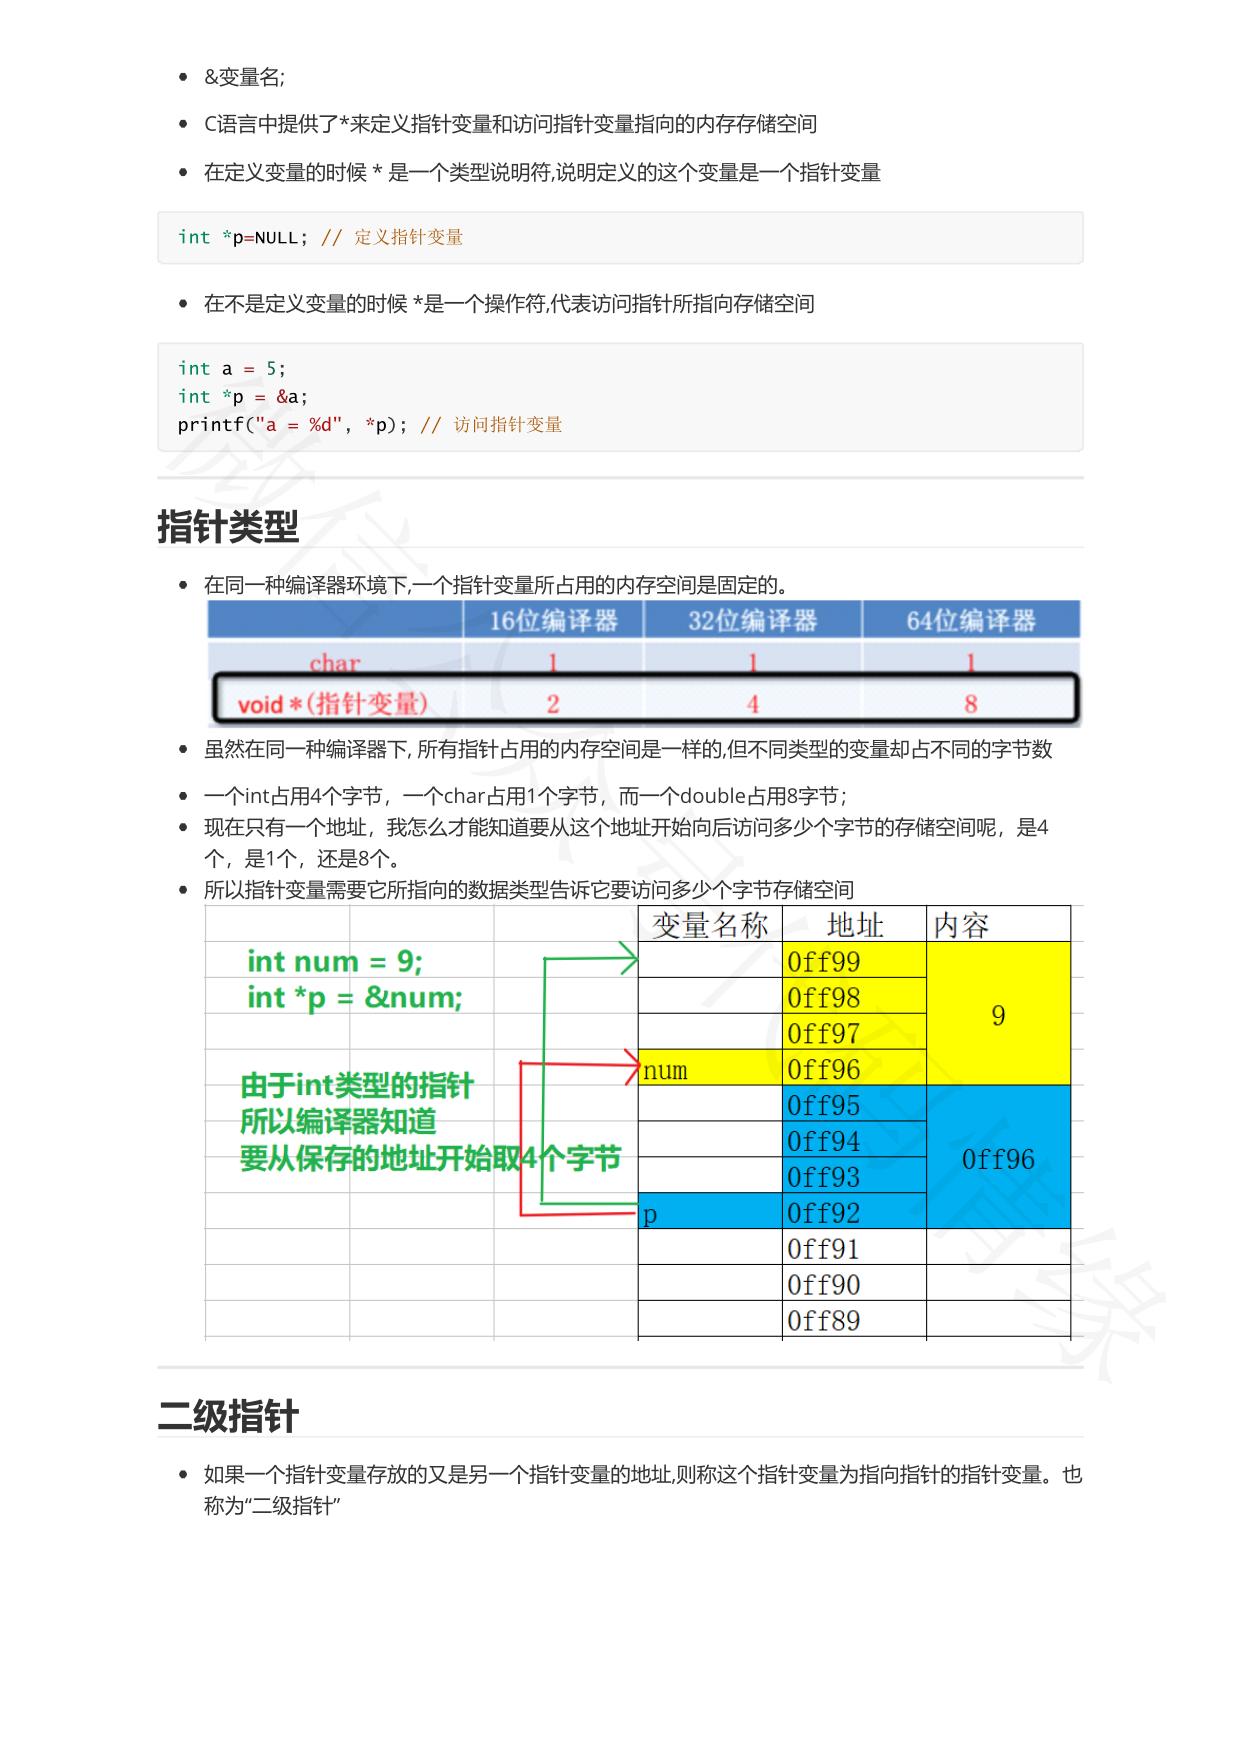 &变量名;
C语言中提供了*来定义指针变量和访问指针变量指向的内存存储空间
在定义变量的时候 * 是一个类型说明符,说明定义的这个变量是一个指针变量
int *p=NULL; // 定义指针变量
在不是定义变量的时候 *是一个操作符,代表访问指针所指向存储空间
int a = 5;
int *p = &a;
printf("a = %d", *p); // 访问指针变量
指针类型
在同一种编译器环境下,一个指针变量所占用的内存空间是固定的。
16位编译器 32位编译器 64位编译器
char 1 1 1
void *(指针变量) 2 4 8
虽然在同一种编译器下, 所有指针占用的内存空间是一样的,但不同类型的变量却占不同的字节数
一个int占用4个字节，一个char占用1个字节，而一个double占用8字节；
现在只有一个地址，我怎么才能知道要从这个地址开始向后访问多少个字节的存储空间呢，是4
个，是1个，还是8个。
所以指针变量需要它所指向的数据类型告诉它要访问多少个字节存储空间
变量名称 地址 内容
int num = 9;
int *p = &num;
由于int类型的指针
所以编译器知道
要从保存的地址开始取4个字节
0ff99
0ff98
0ff97
9
num 0ff96
0ff95
0ff94
0ff93
0ff96
p 0ff92
0ff91
0ff90
0ff89
二级指针
如果一个指针变量存放的又是另一个指针变量的地址,则称这个指针变量为指向指针的指针变量。也
称为“二级指针”